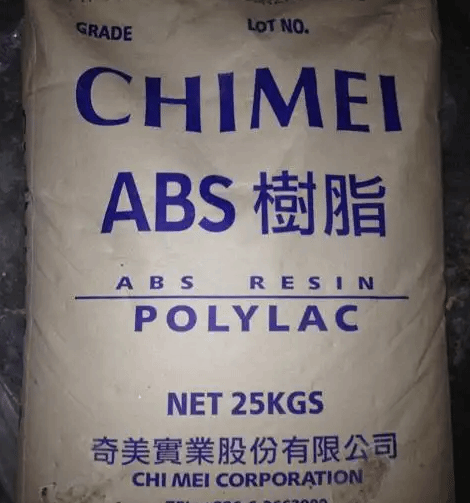 GRADE LOT NO.
CHIMEI
ABS 樹脂
ABS RESIN
POLYLAC
NET 25KGS
奇美實業股份有限公司
CHI MEI CORPORATION